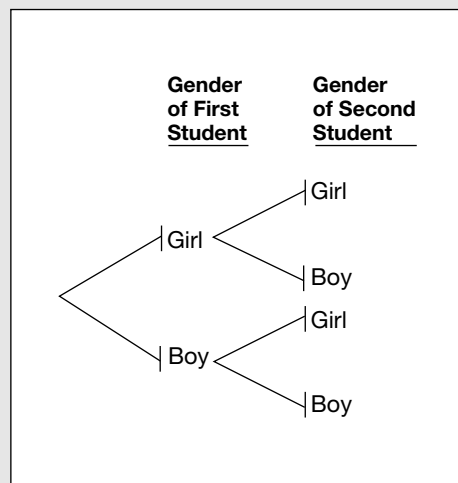 Gender of First Student
Gender of Second Student
Girl
Girl
Boy
Boy
Girl
Boy